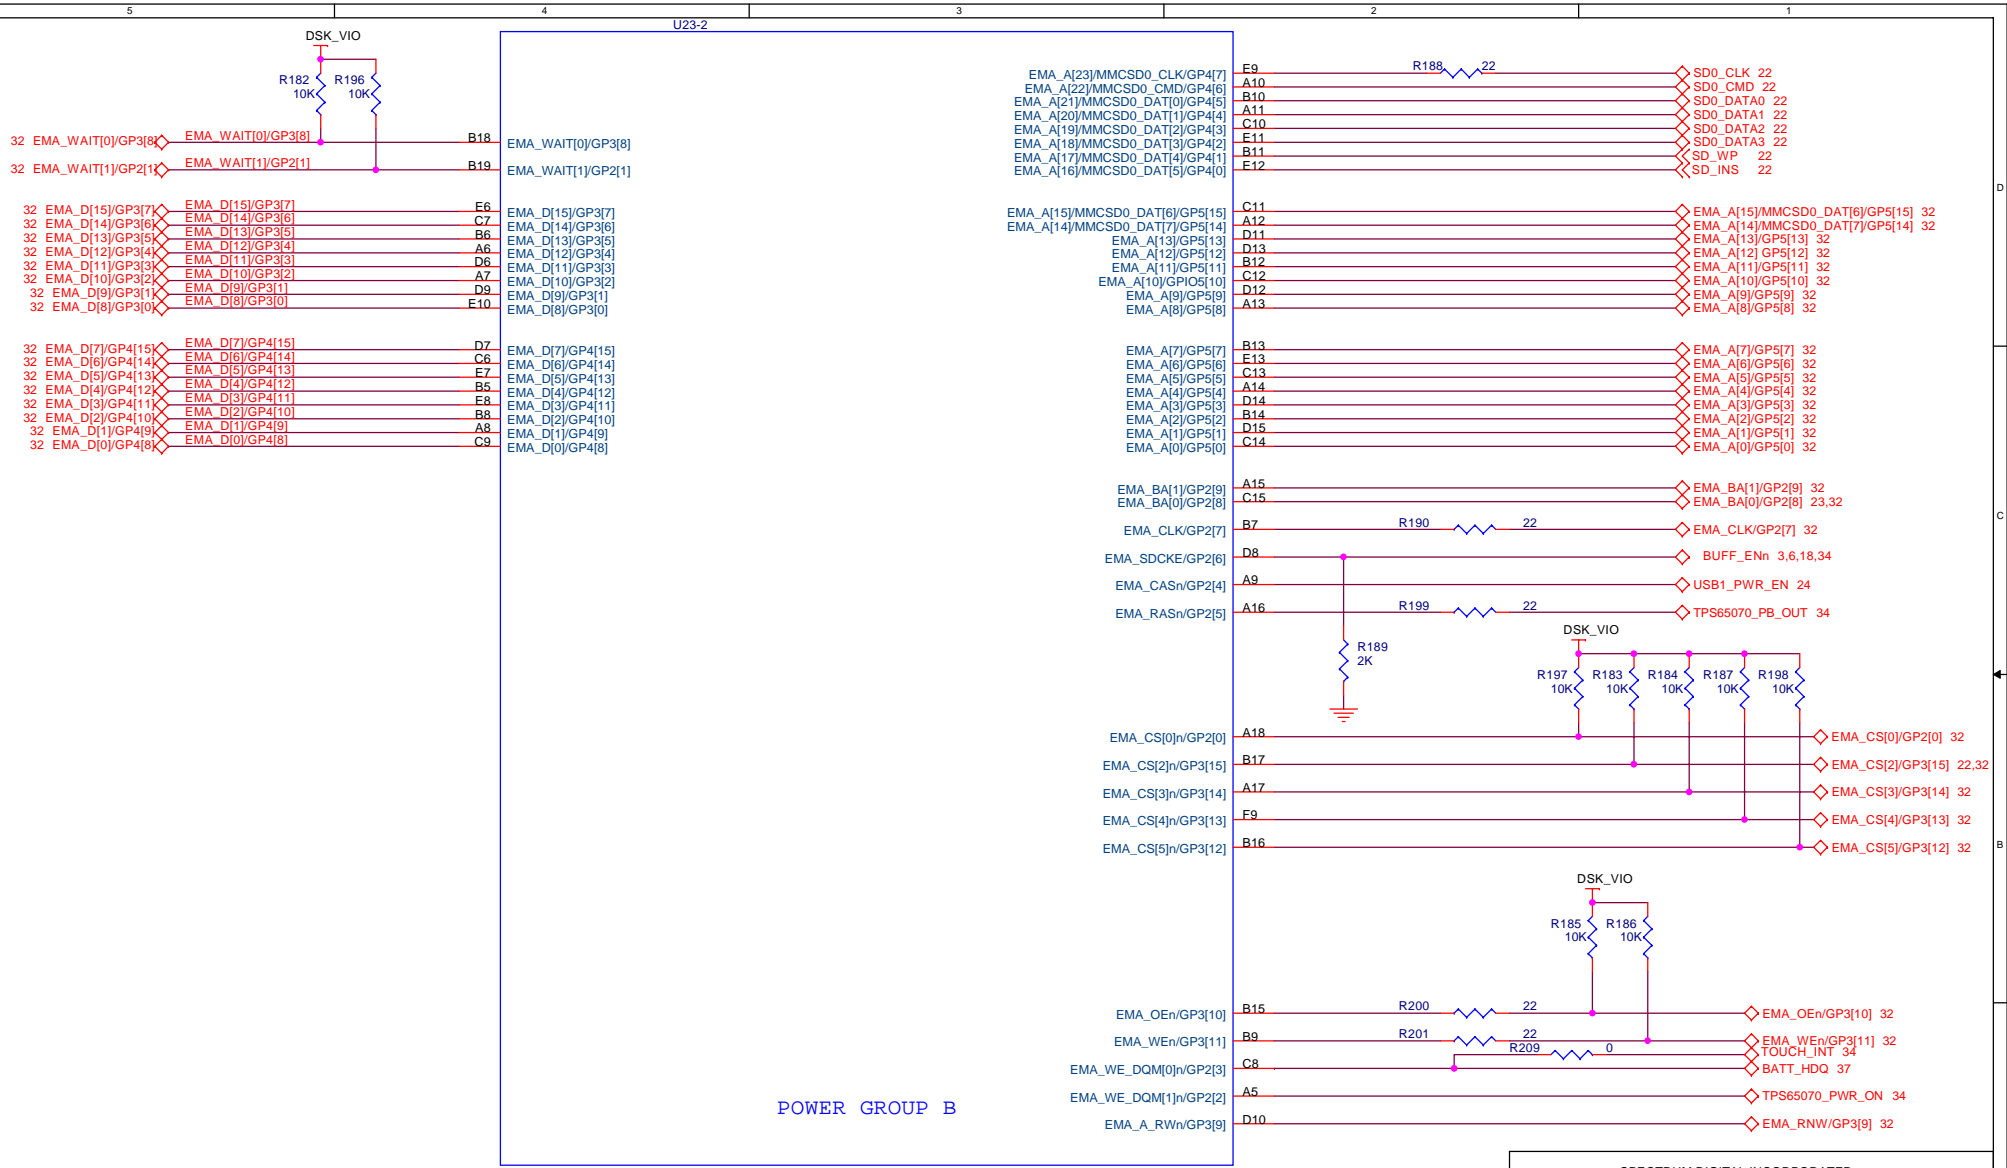 5 4 3 2 1
U23-2
DSK_VIO
R182 10K R196 10K
32 EMA_WAIT[0]/GP3[8] EMA_WAIT[0]/GP3[8] B18 EMA_WAIT[0]/GP3[8]
32 EMA_WAIT[1]/GP2[1] EMA_WAIT[1]/GP2[1] B19 EMA_WAIT[1]/GP2[1]
32 EMA_D[15]/GP3[7] EMA_D[15]/GP3[7] E6 EMA_D[15]/GP3[7]
32 EMA_D[14]/GP3[6] EMA_D[14]/GP3[6] C7 EMA_D[14]/GP3[6]
32 EMA_D[13]/GP3[5] EMA_D[13]/GP3[5] B6 EMA_D[13]/GP3[5]
32 EMA_D[12]/GP3[4] EMA_D[12]/GP3[4] A6 EMA_D[12]/GP3[4]
32 EMA_D[11]/GP3[3] EMA_D[11]/GP3[3] D6 EMA_D[11]/GP3[3]
32 EMA_D[10]/GP3[2] EMA_D[10]/GP3[2] A7 EMA_D[10]/GP3[2]
32 EMA_D[9]/GP3[1] EMA_D[9]/GP3[1] D9 EMA_D[9]/GP3[1]
32 EMA_D[8]/GP3[0] EMA_D[8]/GP3[0] E10 EMA_D[8]/GP3[0]
32 EMA_D[7]/GP4[15] EMA_D[7]/GP4[15] D7 EMA_D[7]/GP4[15]
32 EMA_D[6]/GP4[14] EMA_D[6]/GP4[14] C6 EMA_D[6]/GP4[14]
32 EMA_D[5]/GP4[13] EMA_D[5]/GP4[13] E7 EMA_D[5]/GP4[13]
32 EMA_D[4]/GP4[12] EMA_D[4]/GP4[12] B5 EMA_D[4]/GP4[12]
32 EMA_D[3]/GP4[11] EMA_D[3]/GP4[11] E8 EMA_D[3]/GP4[11]
32 EMA_D[2]/GP4[10] EMA_D[2]/GP4[10] B8 EMA_D[2]/GP4[10]
32 EMA_D[1]/GP4[9] EMA_D[1]/GP4[9] A8 EMA_D[1]/GP4[9]
32 EMA_D[0]/GP4[8] EMA_D[0]/GP4[8] C9 EMA_D[0]/GP4[8]
EMA_A[23]/MMCSD0_CLK/GP4[7] E9 R188 22 SD0_CLK 22
EMA_A[22]/MMCSD0_CMD/GP4[6] A10 SD0_CMD 22
EMA_A[21]/MMCSD0_DAT[0]/GP4[5] B10 SD0_DATA0 22
EMA_A[20]/MMCSD0_DAT[1]/GP4[4] A11 SD0_DATA1 22
EMA_A[19]/MMCSD0_DAT[2]/GP4[3] C10 SD0_DATA2 22
EMA_A[18]/MMCSD0_DAT[3]/GP4[2] E11 SD0_DATA3 22
EMA_A[17]/MMCSD0_DAT[4]/GP4[1] B11 SD_WP 22
EMA_A[16]/MMCSD0_DAT[5]/GP4[0] E12 SD_INS 22
D
EMA_A[15]/MMCSD0_DAT[6]/GP5[15] C11 EMA_A[15]/MMCSD0_DAT[6]/GP5[15] 32
EMA_A[14]/MMCSD0_DAT[7]/GP5[14] A12 EMA_A[14]/MMCSD0_DAT[7]/GP5[14] 32
EMA_A[13]/GP5[13] D11 EMA_A[13]/GP5[13] 32
EMA_A[12]/GP5[12] D13 EMA_A[12] GP5[12] 32
EMA_A[11]/GP5[11] B12 EMA_A[11]/GP5[11] 32
EMA_A[10]/GPIO5[10] C12 EMA_A[10]/GP5[10] 32
EMA_A[9]/GP5[9] D12 EMA_A[9]/GP5[9] 32
EMA_A[8]/GP5[8] A13 EMA_A[8]/GP5[8] 32
EMA_A[7]/GP5[7] B13 EMA_A[7]/GP5[7] 32
EMA_A[6]/GP5[6] E13 EMA_A[6]/GP5[6] 32
EMA_A[5]/GP5[5] C13 EMA_A[5]/GP5[5] 32
EMA_A[4]/GP5[4] A14 EMA_A[4]/GP5[4] 32
EMA_A[3]/GP5[3] D14 EMA_A[3]/GP5[3] 32
EMA_A[2]/GP5[2] B14 EMA_A[2]/GP5[2] 32
EMA_A[1]/GP5[1] D15 EMA_A[1]/GP5[1] 32
EMA_A[0]/GP5[0] C14 EMA_A[0]/GP5[0] 32
EMA_BA[1]/GP2[9] A15 EMA_BA[1]/GP2[9] 32
EMA_BA[0]/GP2[8] C15 EMA_BA[0]/GP2[8] 23,32
C
EMA_CLK/GP2[7] B7 R190 22 EMA_CLK/GP2[7] 32
EMA_SDCKE/GP2[6] D8 BUFF_ENn 3,6,18,34
EMA_CASn/GP2[4] A9 USB1_PWR_EN 24
EMA_RASn/GP2[5] A16 R199 22 TPS65070_PB_OUT 34
R189 2K
DSK_VIO
R197 10K R183 10K R184 10K R187 10K R198 10K
EMA_CS[0]n/GP2[0] A18 EMA_CS[0]/GP2[0] 32
EMA_CS[2]n/GP3[15] B17 EMA_CS[2]/GP3[15] 22,32
EMA_CS[3]n/GP3[14] A17 EMA_CS[3]/GP3[14] 32
EMA_CS[4]n/GP3[13] F9 EMA_CS[4]/GP3[13] 32
EMA_CS[5]n/GP3[12] B16 EMA_CS[5]/GP3[12] 32
B
DSK_VIO
R185 10K R186 10K
EMA_OEn/GP3[10] B15 R200 22 EMA_OEn/GP3[10] 32
EMA_WEn/GP3[11] B9 R201 22 EMA_WEn/GP3[11] 32
R209 0 TOUCH_INT 34
EMA_WE_DQM[0]n/GP2[3] C8 BATT_HDQ 37
EMA_WE_DQM[1]n/GP2[2] A5 TPS65070_PWR_ON 34
EMA_A_RWn/GP3[9] D10 EMA_RNW/GP3[9] 32
POWER GROUP B